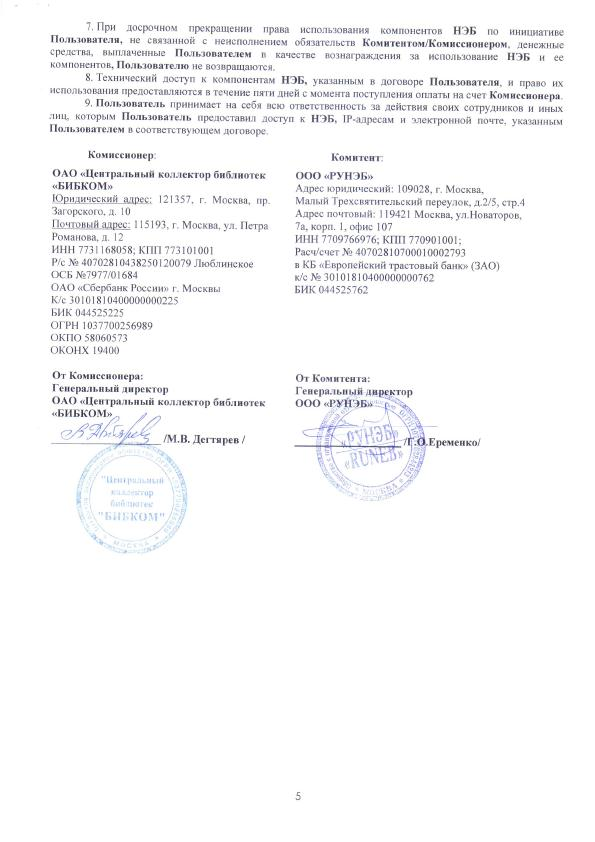 7. При досрочном прекращении права использования компонентов НЭБ по инициативе
Пользователя, не связанной с неисполнением обязательств Комитентом/Комиссионером, денежные
средства, выплаченные Пользователем в качестве вознаграждения за использование НЭБ и ее
компонентов, Пользователю не возвращаются.
8. Технический доступ к компонентам НЭБ, указанным в договоре Пользователя, и право их
использования предоставляются в течение пяти дней с момента поступления оплаты на счет Комиссионера.
9. Пользователь принимает на себя всю ответственность за действия своих сотрудников и иных
лиц, которым Пользователь предоставил доступ к НЭБ, IP-адресам и электронной почте, указанным
Пользователем в соответствующем договоре.
Комиссионер:
ОАО «Центральный коллектор библиотек
«БИБКОМ»
Юридический адрес: 121357, г. Москва, пр.
Загорского, д. 10
Почтовый адрес: 115193, г. Москва, ул. Петра
Романова, д. 12
ИНН 7731168058; КПП 773101001
Р/с № 40702810438250120079 Люблинское
ОСБ №7977/01684
ОАО «Сбербанк России» г. Москвы
К/с 30101810400000000225
БИК 044525225
ОГРН 1037700256989
ОКПО 58060573
ОКОНХ 19400
Комитент:
ООО «РУНЭБ»
Адрес юридический: 109028, г. Москва,
Малый Трехсвятительский переулок, д.2/5, стр.4
Адрес почтовый: 119421 Москва, ул.Новаторов,
7а, корп. 1, офис 107
ИНН 7709766976; КПП 770901001;
Расч/счет № 40702810700010002793
в КБ «Европейский трастовый банк» (ЗАО)
к/с № 30101810400000000762
БИК 044525762
От Комиссионера:
Генеральный директор
ОАО «Центральный коллектор библиотек
«БИБКОМ»
/М.В. Дегтярев /
"Центральный
коллектор
библиотек
"БИБКОМ"
МОСКВА
От Комитента:
Генеральный директор
ООО «РУНЭБ»
/Г.О.Еременко/
«РУНЭБ»
«RUNEB»
МОСКВА
5